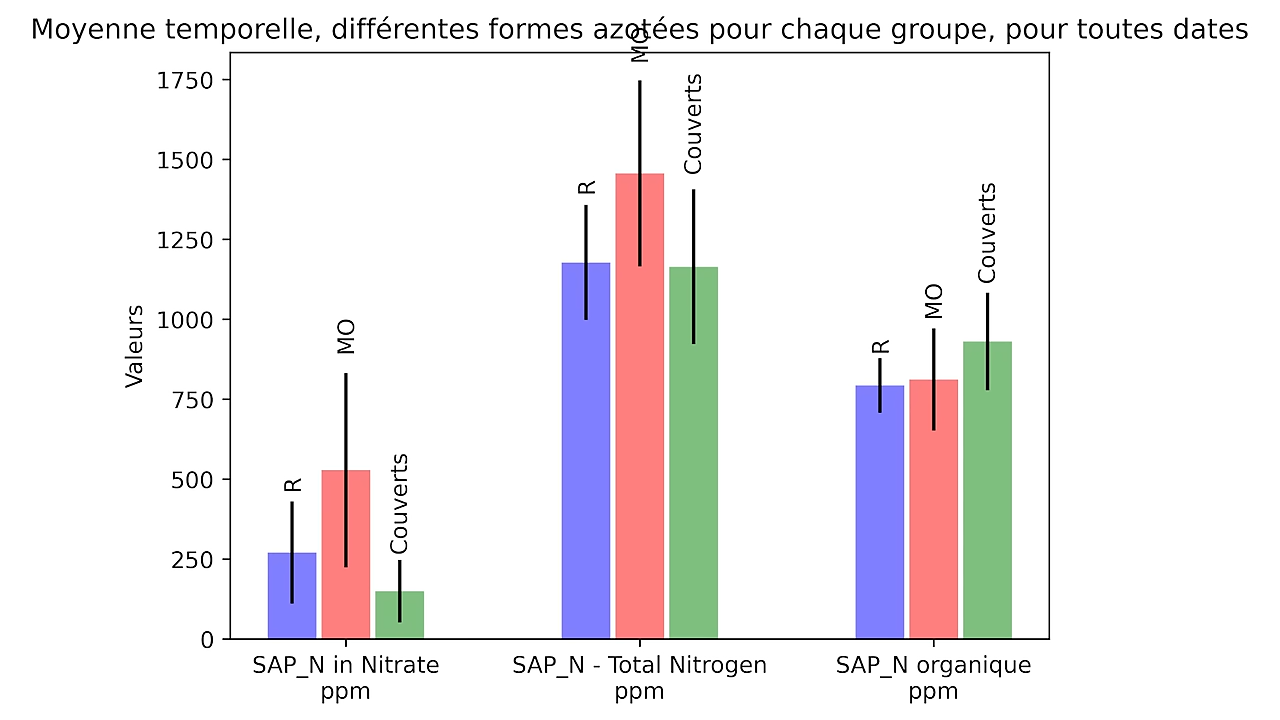 Moyenne temporelle, différentes formes azotées pour chaque groupe, pour toutes dates
Valeurs
1750
1500
1250
1000
750
500
250
0
R
MO
Couverts
R
MO
Couverts
R
MO
Couverts
SAP_N in Nitrate
ppm
SAP_N - Total Nitrogen
ppm
SAP_N organique
ppm